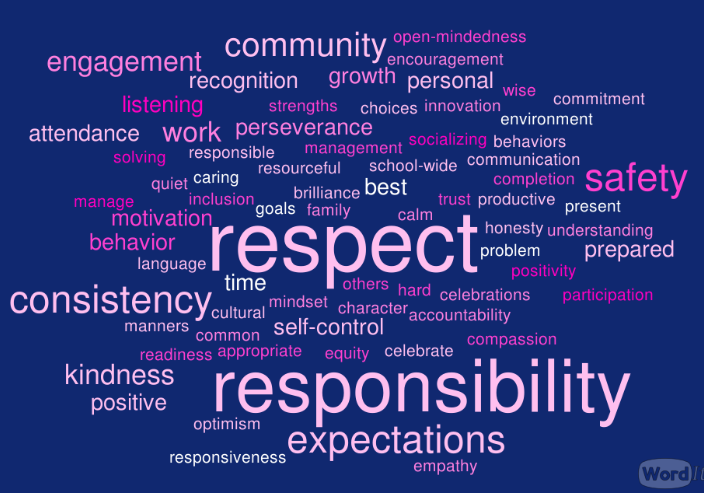 open-mindedness
community
encouragement
engagement
recognition growth personal
wise
listening strengths choices innovation commitment
environment
attendance work perseverance
socializing behaviors
management
solving responsible communication
resourceful school-wide
safety
quiet caring best completion
brilliance
manage inclusion trust productive
goals family present
motivation calm
respect honesty understanding
behavior problem prepared
language
positivity
time others hard
consistency mindset celebrations participation
cultural character accountability
manners self-control
common compassion
readiness appropriate equity celebrate
kindness responsibility
positive
optimism
expectations
responsiveness
empathy
Word